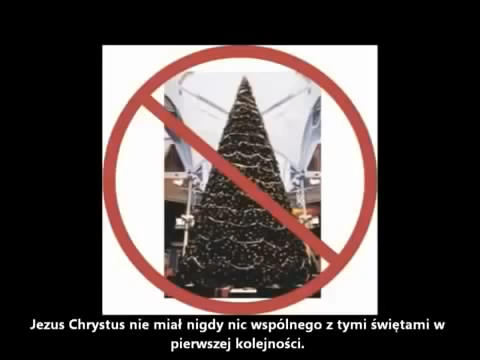 Jezus Chrystus nie miał nigdy nic wspólnego z tymi świętami w
pierwszej kolejności.